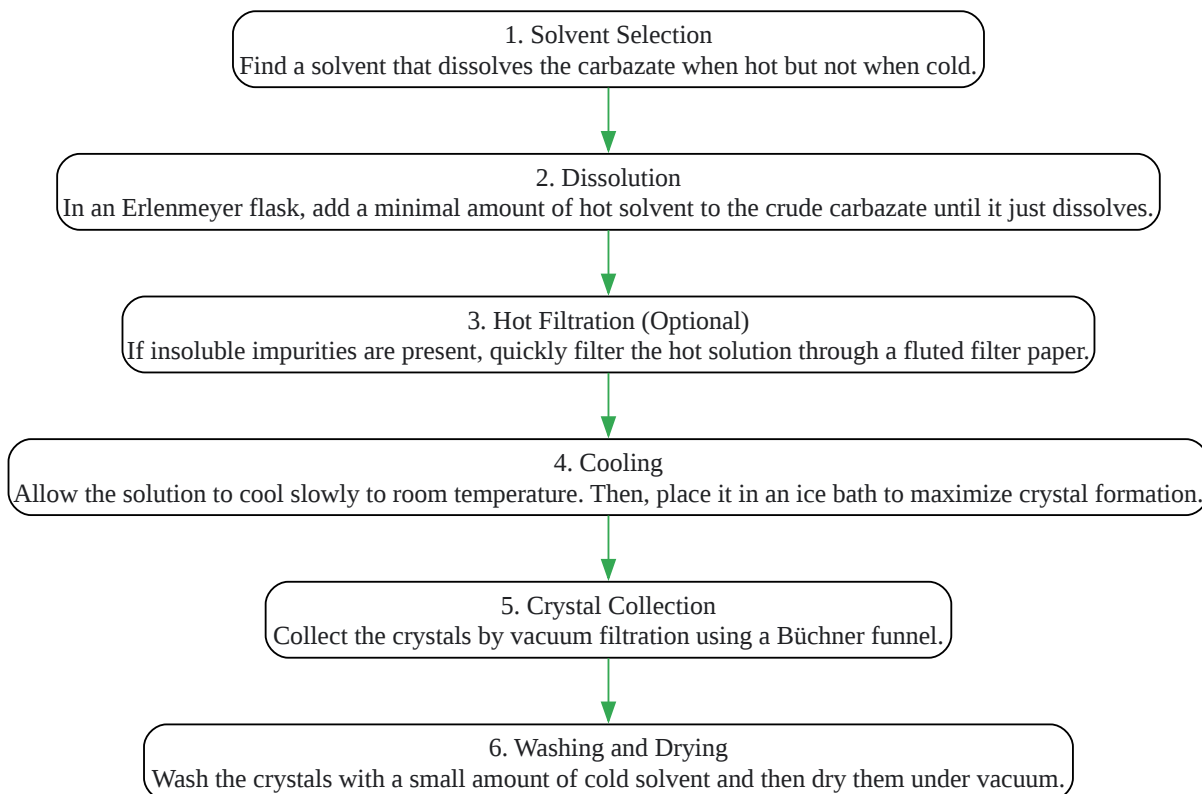 1. Solvent Selection
Find a solvent that dissolves the carbazate when hot but not when cold.
2. Dissolution
In an Erlenmeyer flask, add a minimal amount of hot solvent to the crude carbazate until it just dissolves.
3. Hot Filtration (Optional)
If insoluble impurities are present, quickly filter the hot solution through a fluted filter paper.
4. Cooling
Allow the solution to cool slowly to room temperature. Then, place it in an ice bath to maximize crystal formation.
5. Crystal Collection
Collect the crystals by vacuum filtration using a Büchner funnel.
6. Washing and Drying
Wash the crystals with a small amount of cold solvent and then dry them under vacuum.